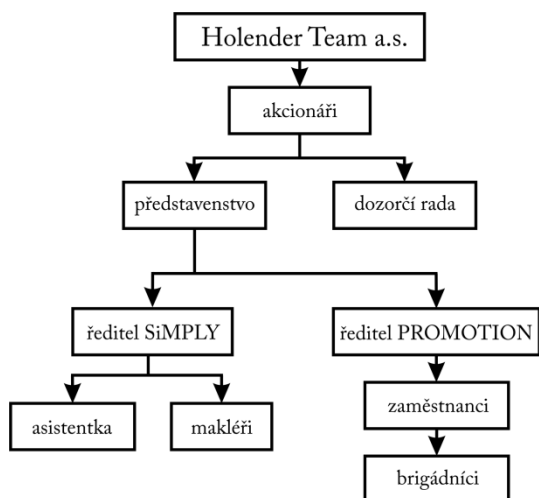 Holender Team a.s.
akcionáři
představenstvo
dozorčí rada
ředitel SiMPLY
ředitel PROMOTION
asistentka
makléři
zaměstnanci
brigádníci